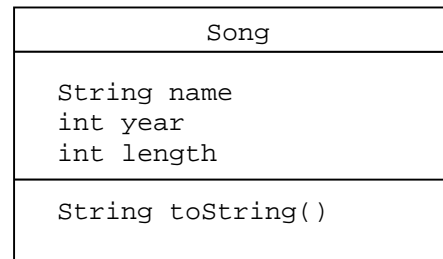 Song
String name
int year
int length
String toString()